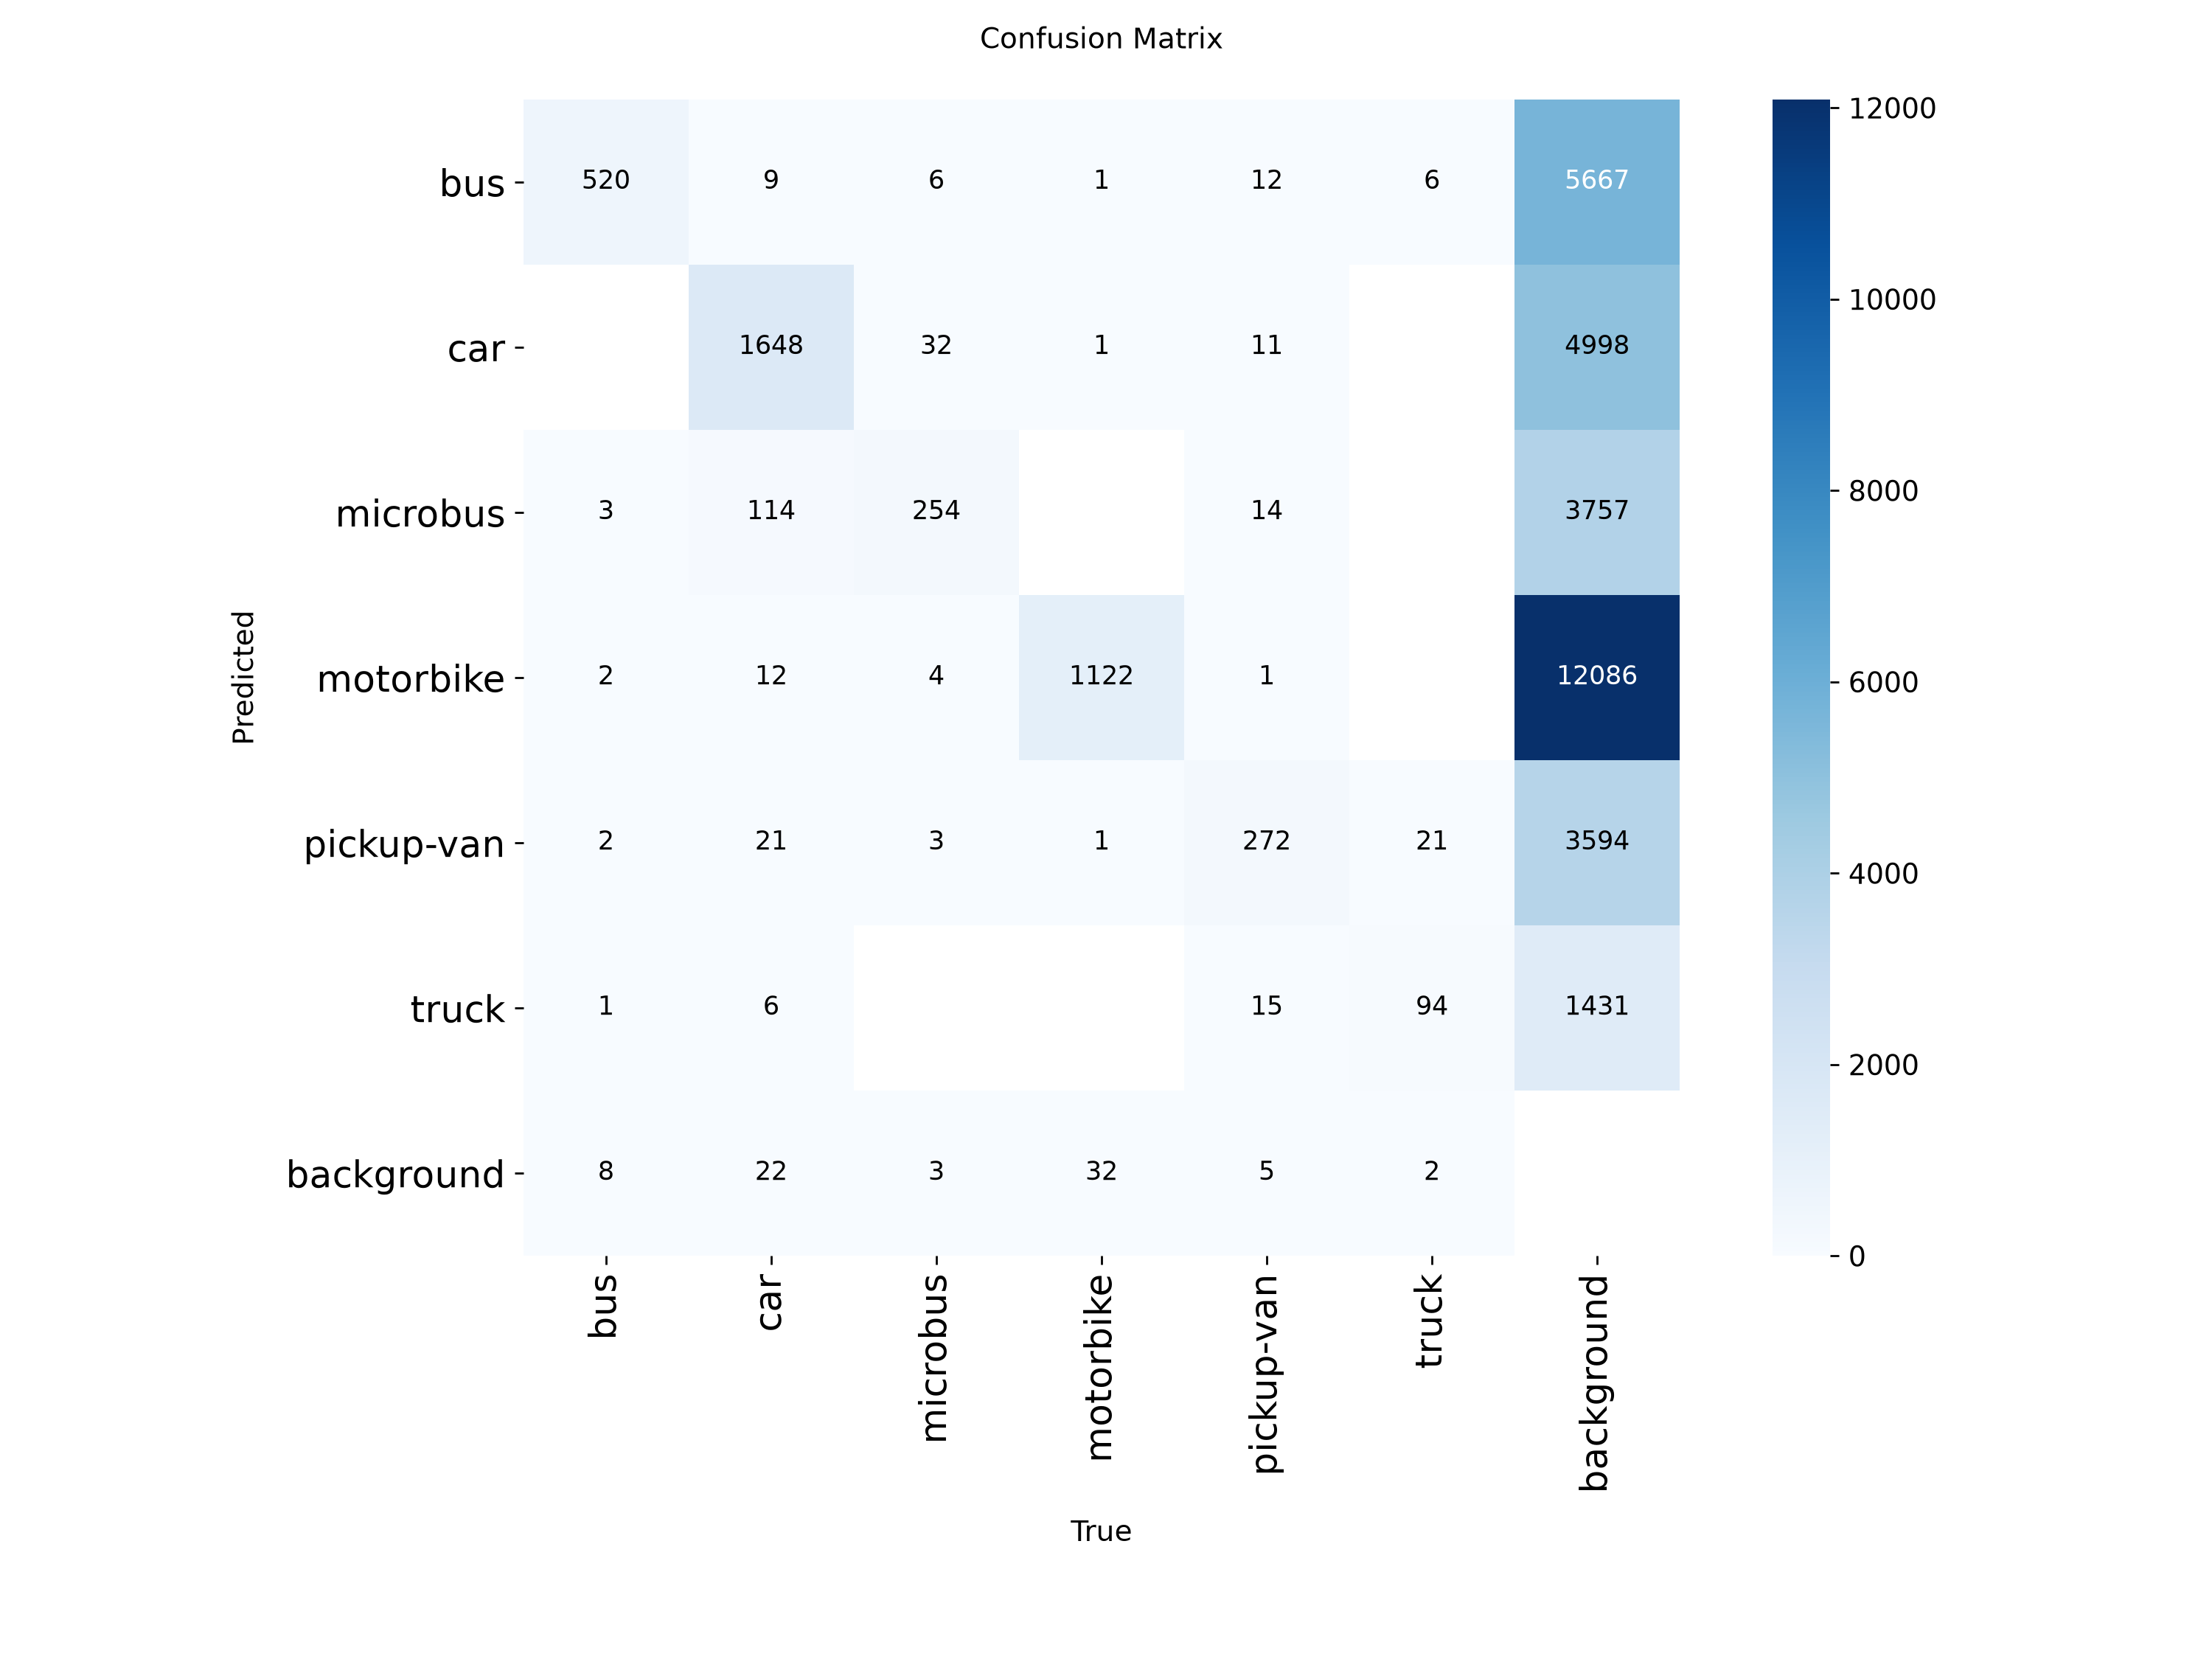 Confusion Matrix
bus 520 9 6 1 12 6 5667
car 1648 32 1 11 4998
microbus 3 114 254 14 3757
motorbike 2 12 4 1122 1 12086
pickup-van 2 21 3 1 272 21 3594
truck 1 6 15 94 1431
background 8 22 3 32 5 2
bus car microbus motorbike pickup-van truck background
Predicted
True
12000
10000
8000
6000
4000
2000
0